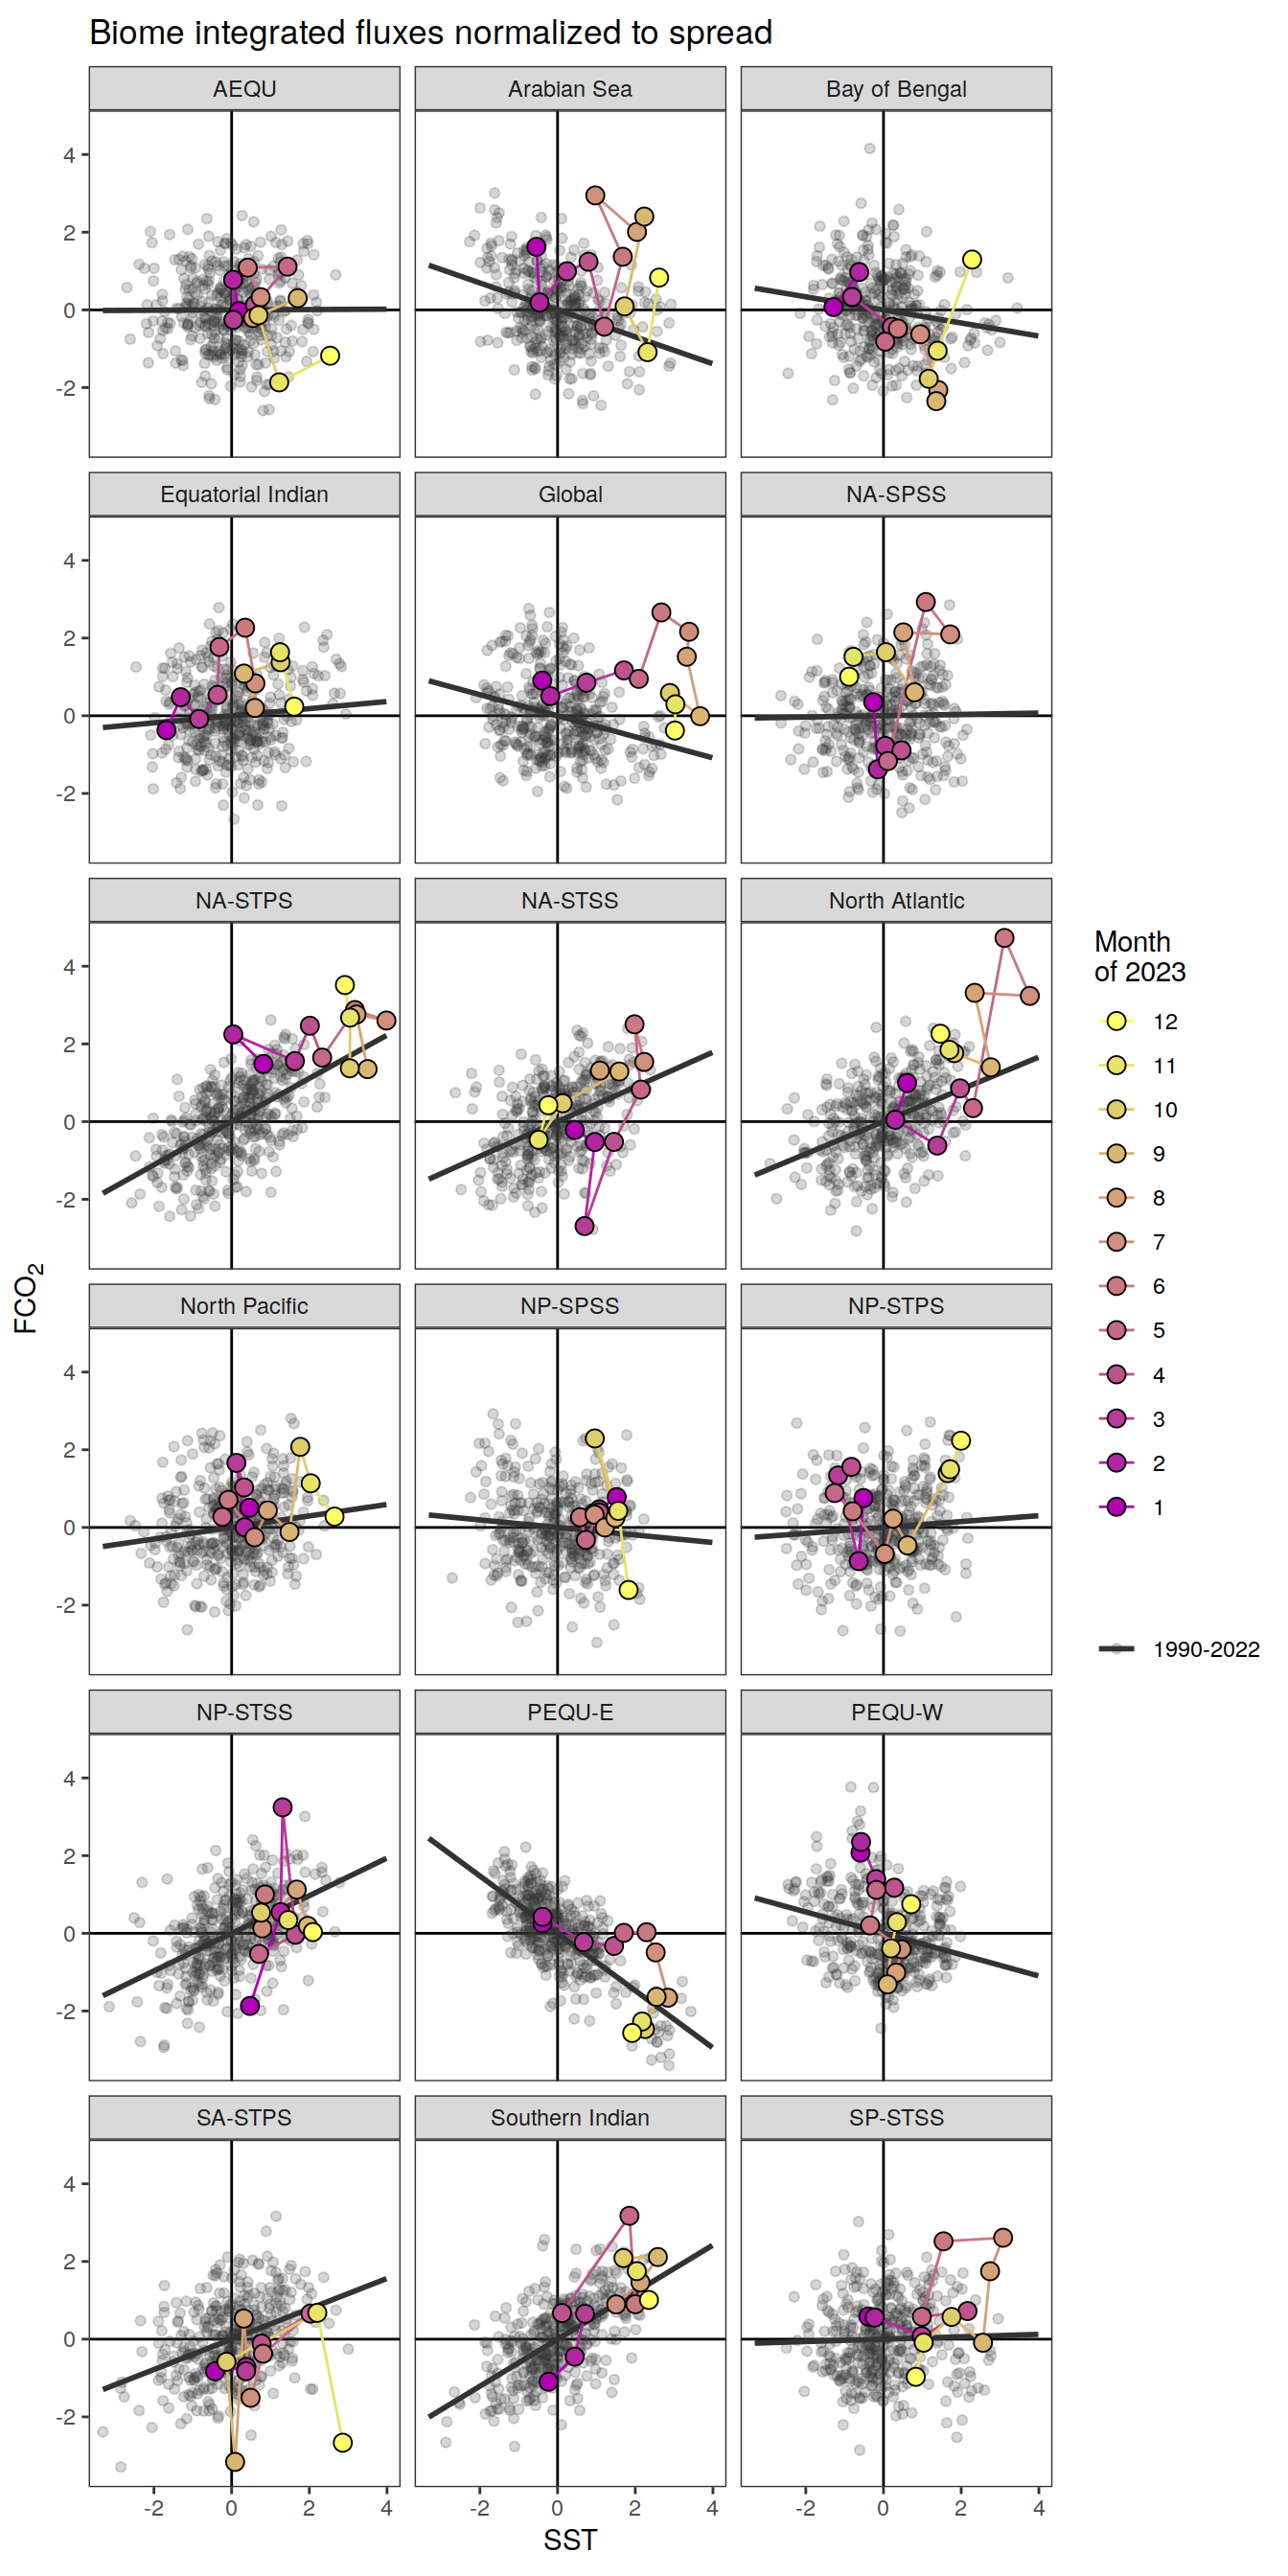 Biome integrated fluxes normalized to spread
AEQU
Arabian Sea
Bay of Bengal
4
2
0
-2
Equatorial Indian
Global
NA-SPSS
4
2
0
-2
NA-STPS
NA-STSS
North Atlantic
4
2
0
-2
North Pacific
NP-SPSS
NP-STPS
4
2
0
-2
NP-STSS
PEQU-E
PEQU-W
4
2
0
-2
SA-STPS
Southern Indian
SP-STSS
4
2
0
-2
-2 0 2 4
-2 0 2 4
-2 0 2 4
SST
FCO₂
Month
of 2023
12
11
10
9
8
7
6
5
4
3
2
1
1990-2022